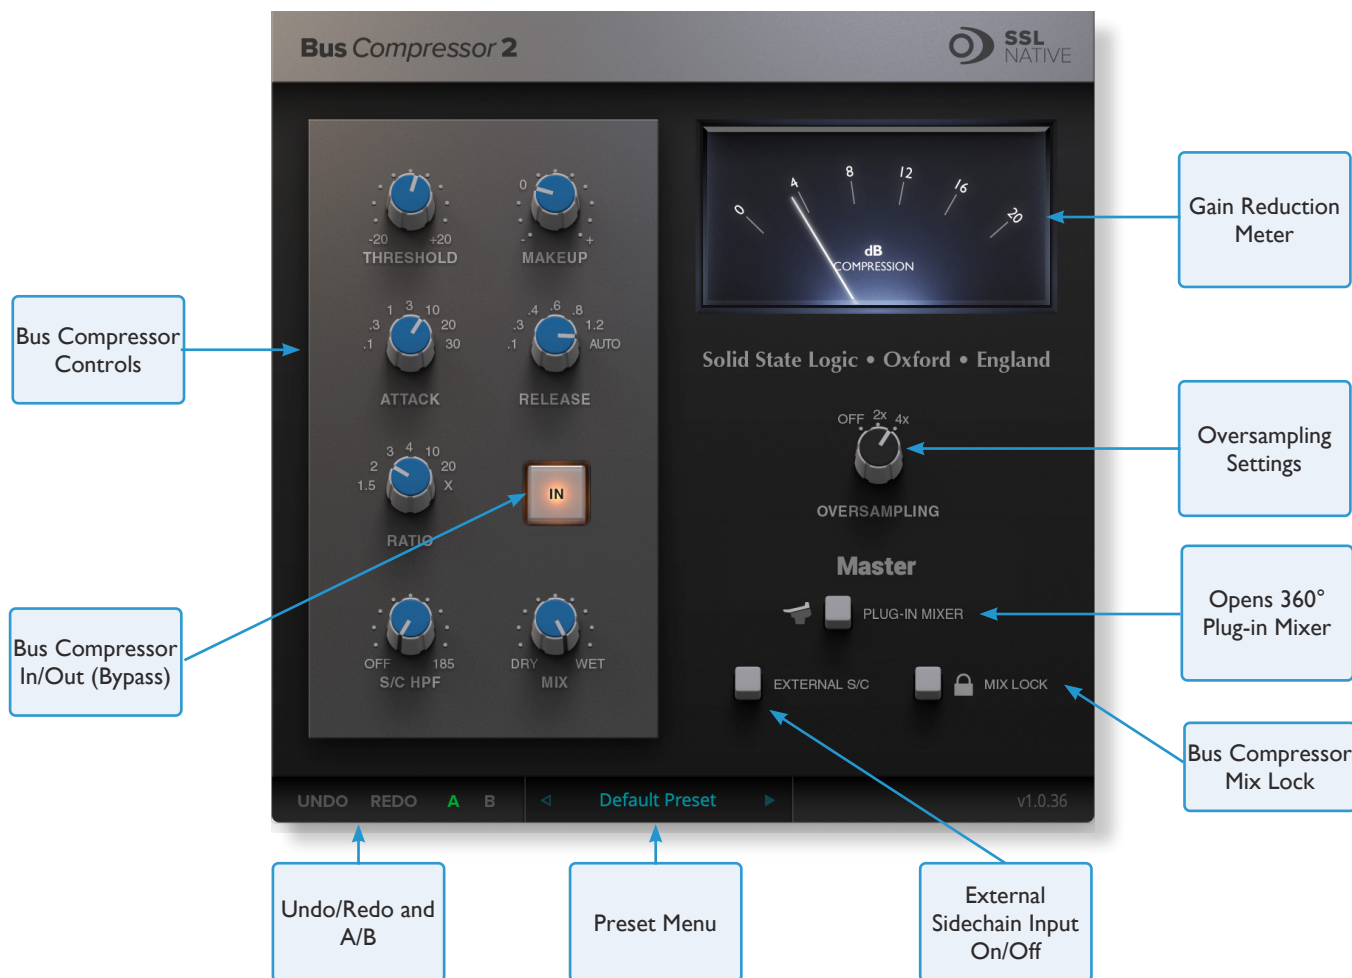 Bus Compressor 2
SSL
NATIVE
0
-20 +20
THRESHOLD
- +
MAKEUP
0 4 8 12 16 20
dB
COMPRESSION
Gain Reduction
Meter
Bus Compressor
Controls
.1 .3 1 3 10 20 30
ATTACK
.1 .3 .4 .6 .8 1.2 AUTO
RELEASE
Solid State Logic • Oxford • England
OFF 2x 4x
OVERSAMPLING
Oversampling
Settings
1.5 2 3 4 10 20 X
RATIO
IN
Master
PLUG-IN MIXER
Opens 360°
Plug-in Mixer
Bus Compressor
In/Out (Bypass)
OFF 185
S/C HPF
DRY WET
MIX
EXTERNAL S/C
MIX LOCK
Bus Compressor
Mix Lock
UNDO REDO A B
Default Preset
v1.0.36
Undo/Redo and
A/B
Preset Menu
External
Sidechain Input
On/Off